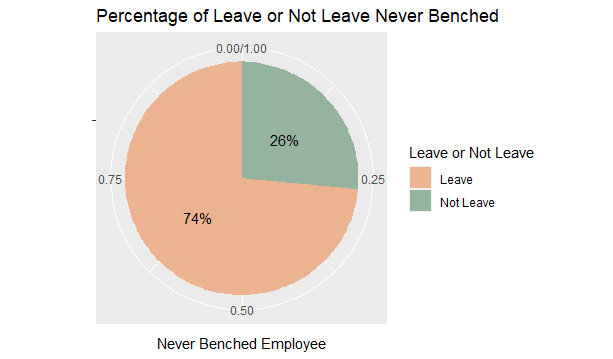 Percentage of Leave or Not Leave Never Benched
0.00/1.00
26%
Leave or Not Leave
Leave
0.75
0.25
Not Leave
74%
0.50
Never Benched Employee